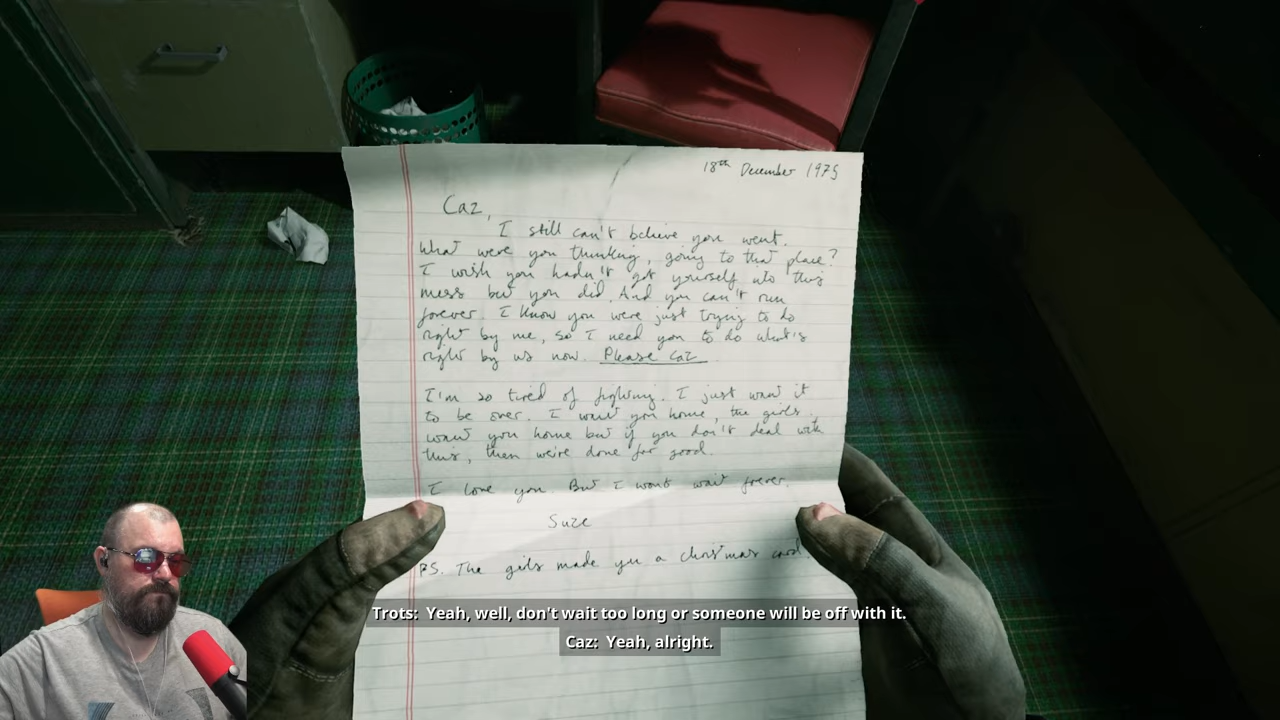 18th December 1975
Caz,
I still can't believe you went.
What were you thinking, going to that place?
I wish you hadn't got yourself into this
mess but you did. And you can't run
forever. I know you were just trying to do
right by me, so I need you to do what's
right by us now. Please Caz
I'm so tired of fighting. I just want it
to be over. I want you home, the girls
want you home but if you don't deal with
this, then we're done for good.
I love you. But I won't wait forever.
Suze
PS. The girls made you a christmas card.
Trots: Yeah, well, don't wait too long or someone will be off with it.
Caz: Yeah, alright.